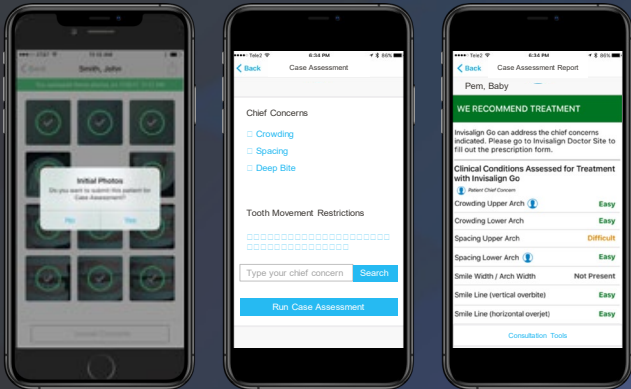 Back
Smith, John
Initial Photos
Do you want to submit this patient for
Case Assessment?
No
Yes
Tele2
6:34 PM
86%
Back
Case Assessment
Chief Concerns
Crowding
Spacing
Deep Bite
Tooth Movement Restrictions
Type your chief concern
Search
Run Case Assessment
Tele2
6:34 PM
86%
Back
Case Assessment Report
Pem, Baby
WE RECOMMEND TREATMENT
Invisalign Go can address the chief concerns
indicated. Please go to Invisalign Doctor Site to
fill out the prescription form.
Clinical Conditions Assessed for Treatment
with Invisalign Go
Patient Chief Concern
Crowding Upper Arch Easy
Crowding Lower Arch Easy
Spacing Upper Arch Difficult
Spacing Lower Arch Easy
Smile Width / Arch Width Not Present
Smile Line (vertical overbite) Easy
Smile Line (horizontal overjet) Easy
Consultation Tools